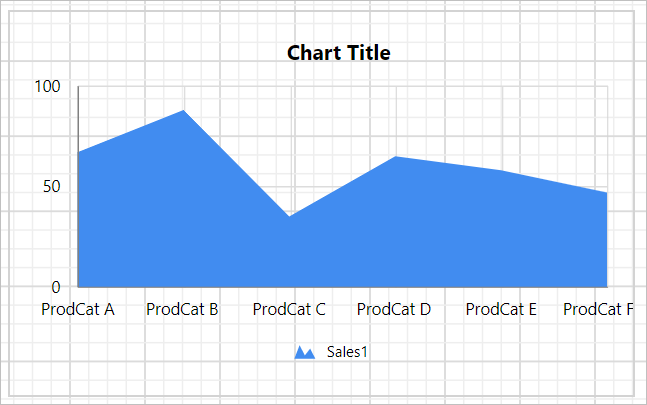 Chart Title
100
50
0
ProdCat A ProdCat B ProdCat C ProdCat D ProdCat E ProdCat F
Sales1